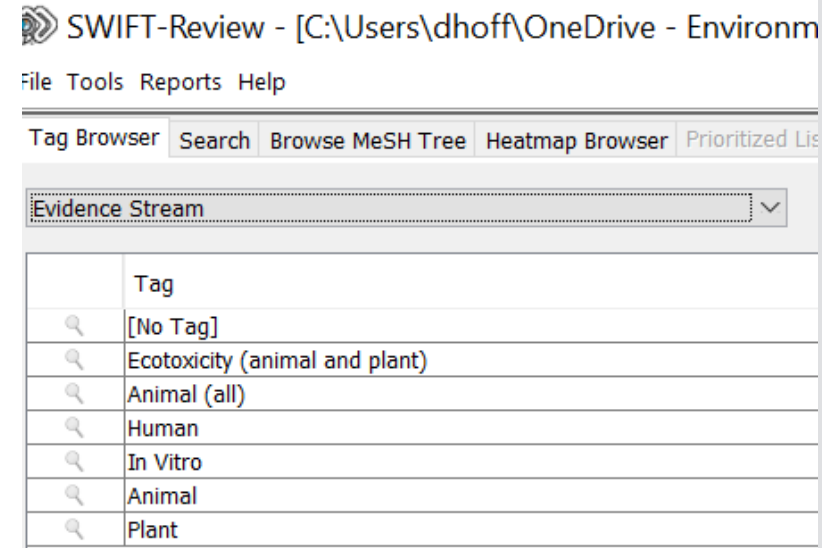 SWIFT-Review - [C:\Users\dhoff\OneDrive - Environm
File Tools Reports Help
Tag Browser Search Browse MeSH Tree Heatmap Browser Prioritized Lis
Evidence Stream
Tag
[No Tag]
Ecotoxicity (animal and plant)
Animal (all)
Human
In Vitro
Animal
Plant